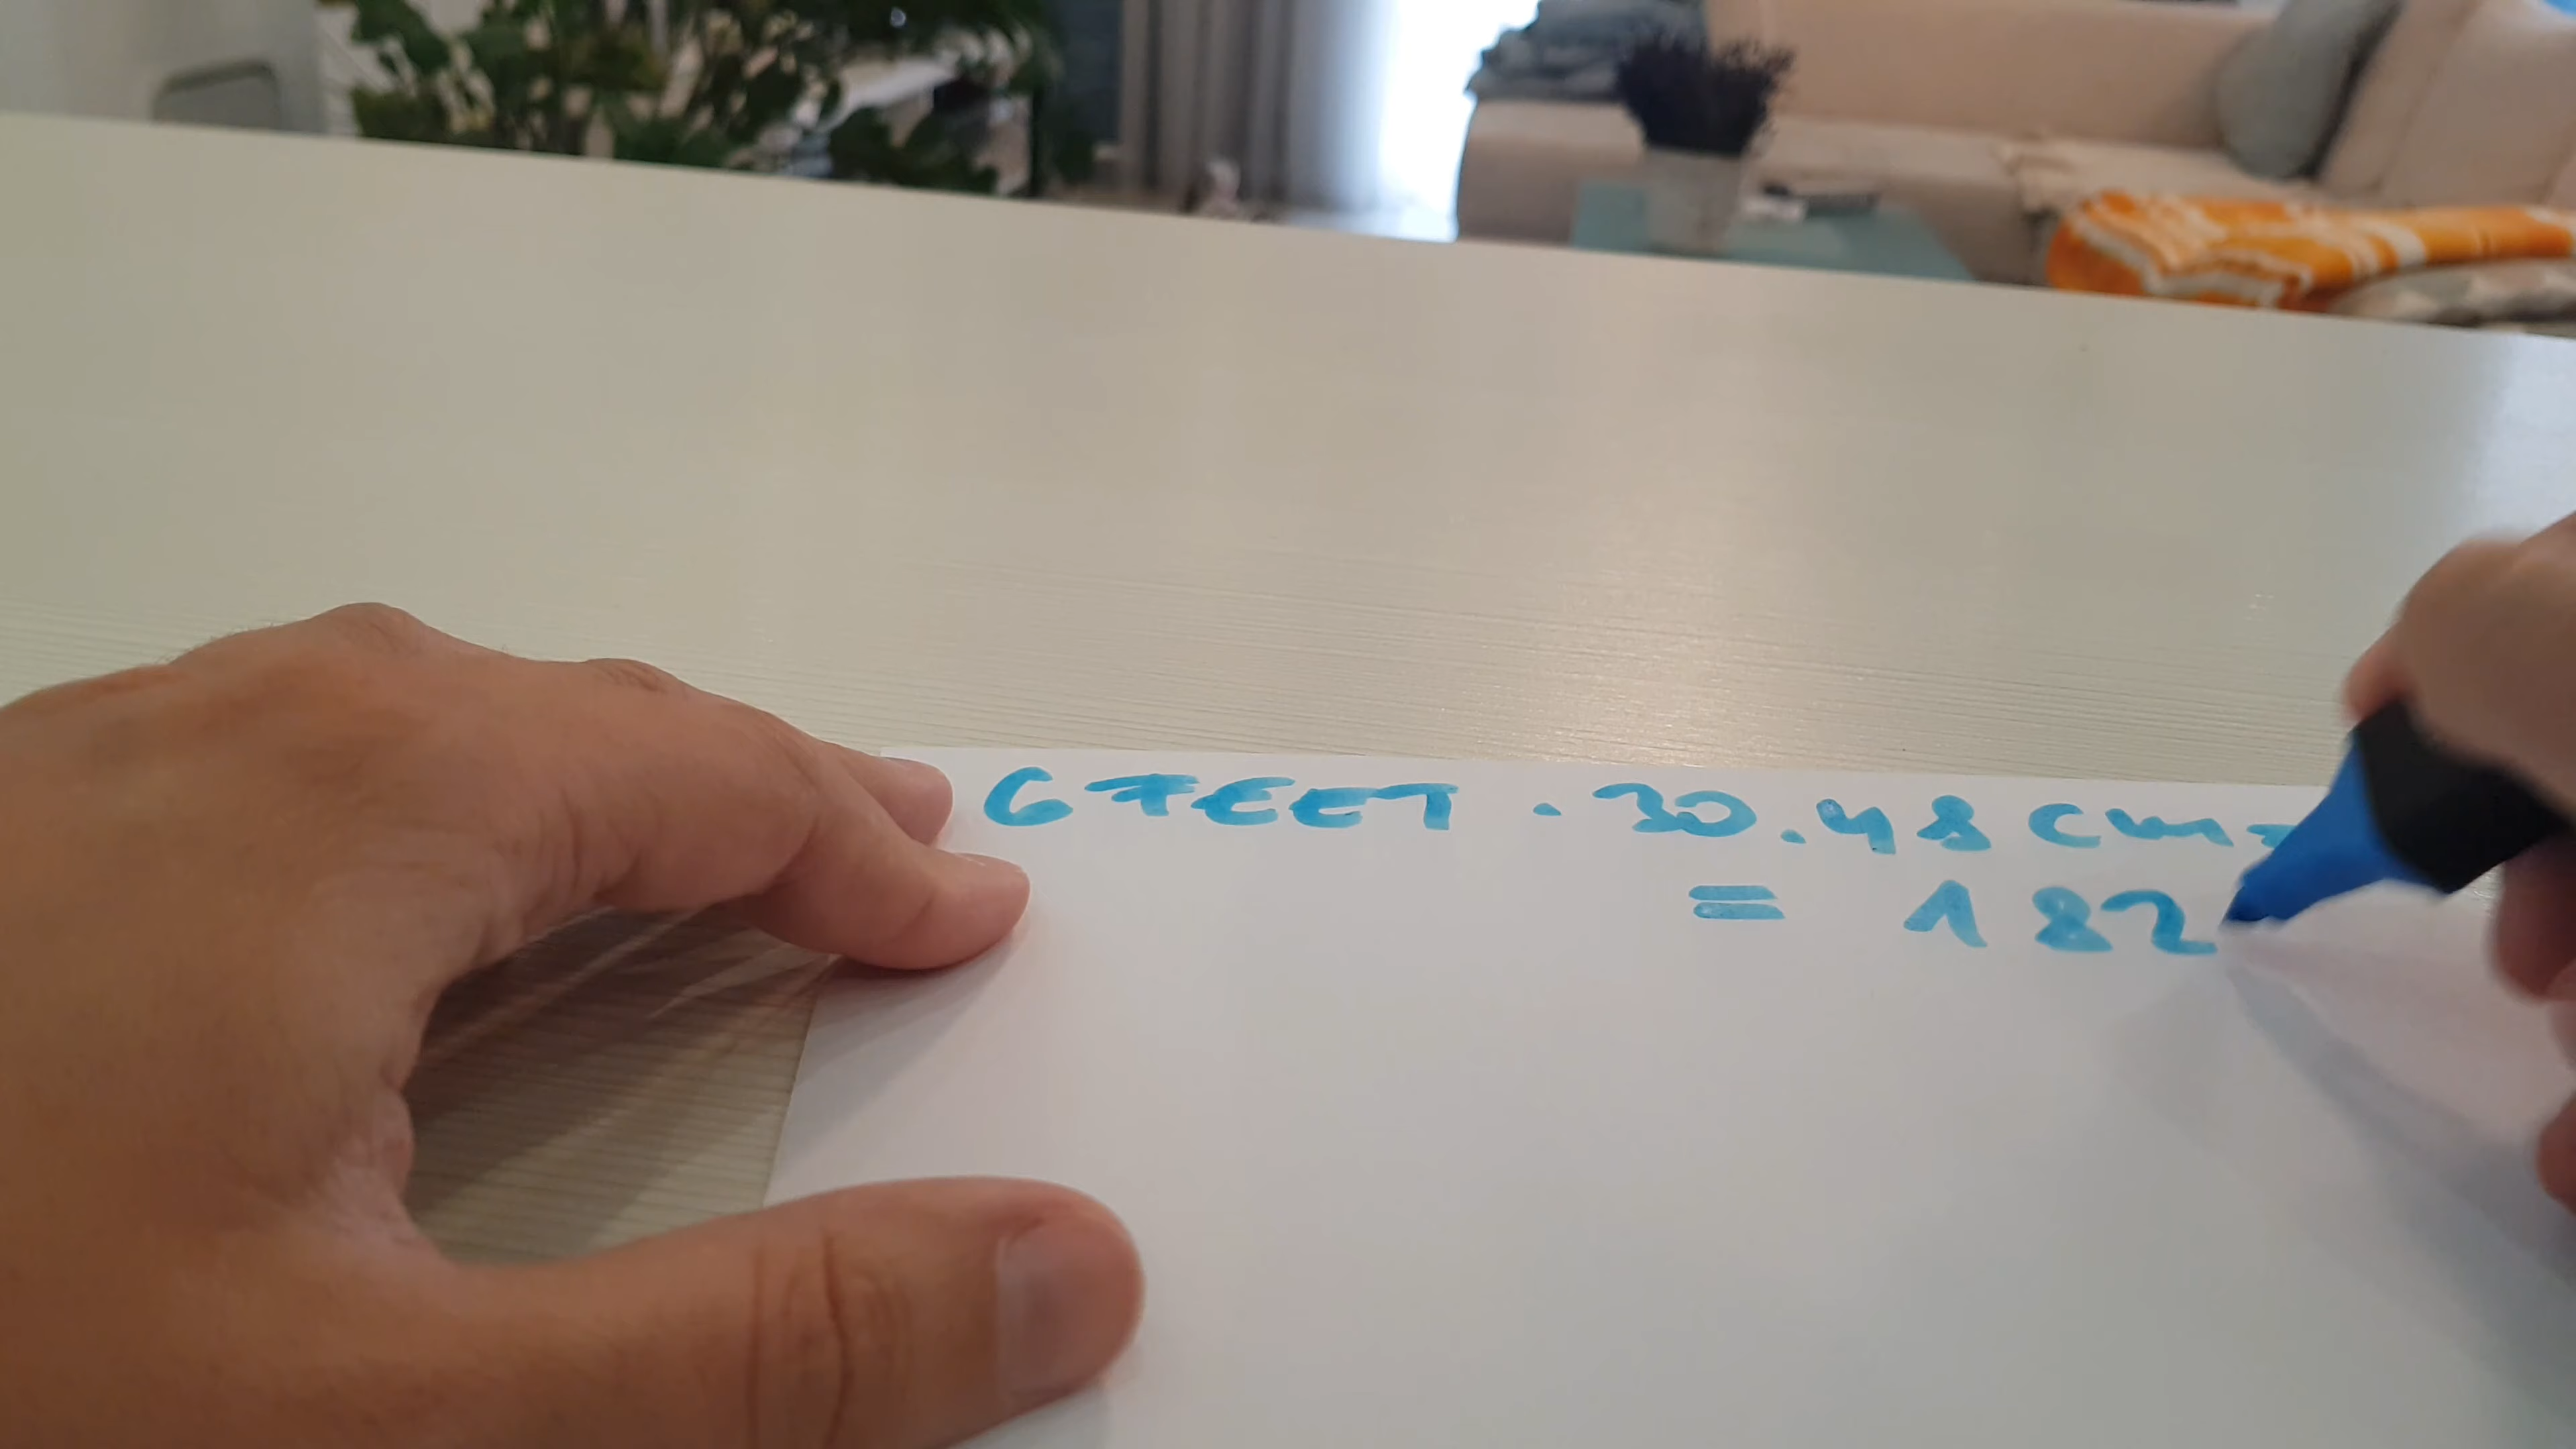 6 FEET . 30.48 cm =
= 182